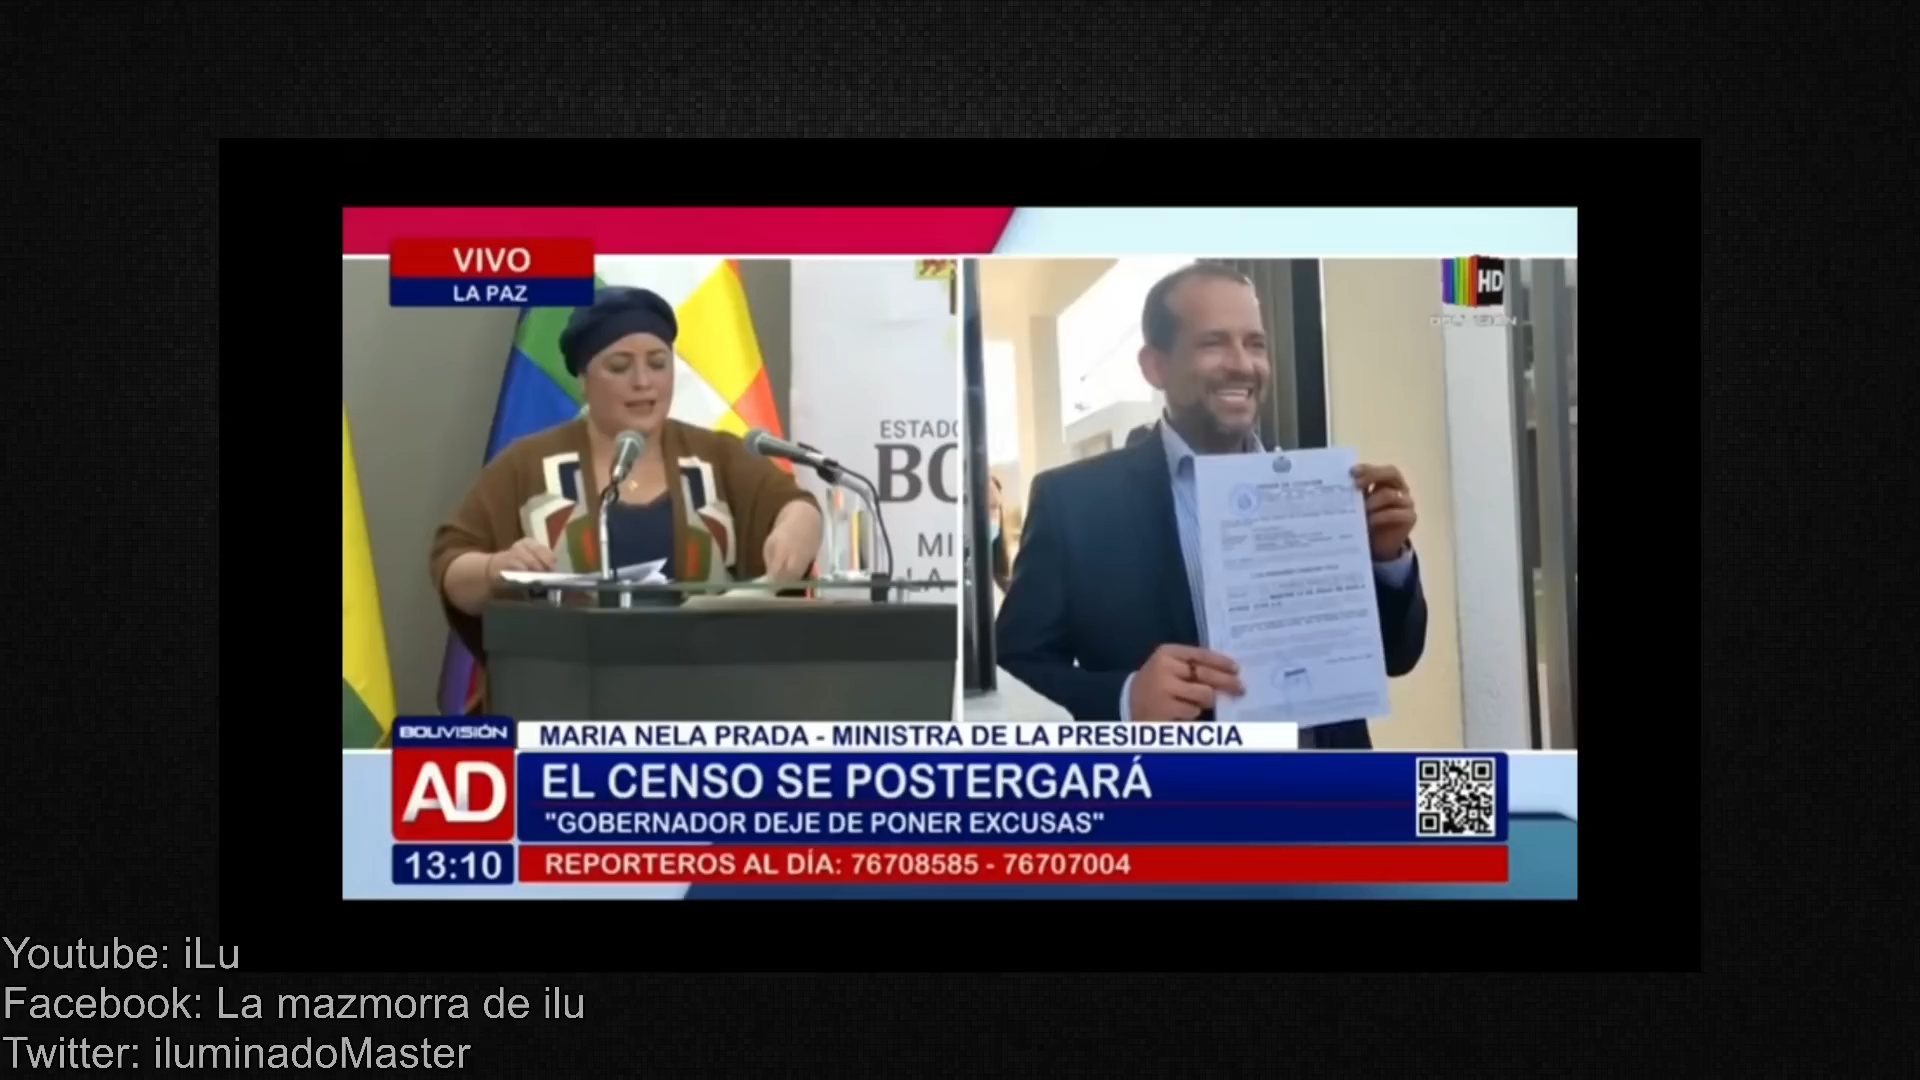 VIVO
LA PAZ
HD
ESTADO
BO
MI
LA
BOLIVISIÓN
MARIA NELA PRADA - MINISTRA DE LA PRESIDENCIA
AD
EL CENSO SE POSTERGARÁ
"GOBERNADOR DEJE DE PONER EXCUSAS"
13:10
REPORTEROS AL DÍA: 76708585 - 76707004
Youtube: iLu
Facebook: La mazmorra de ilu
Twitter: iluminadoMaster